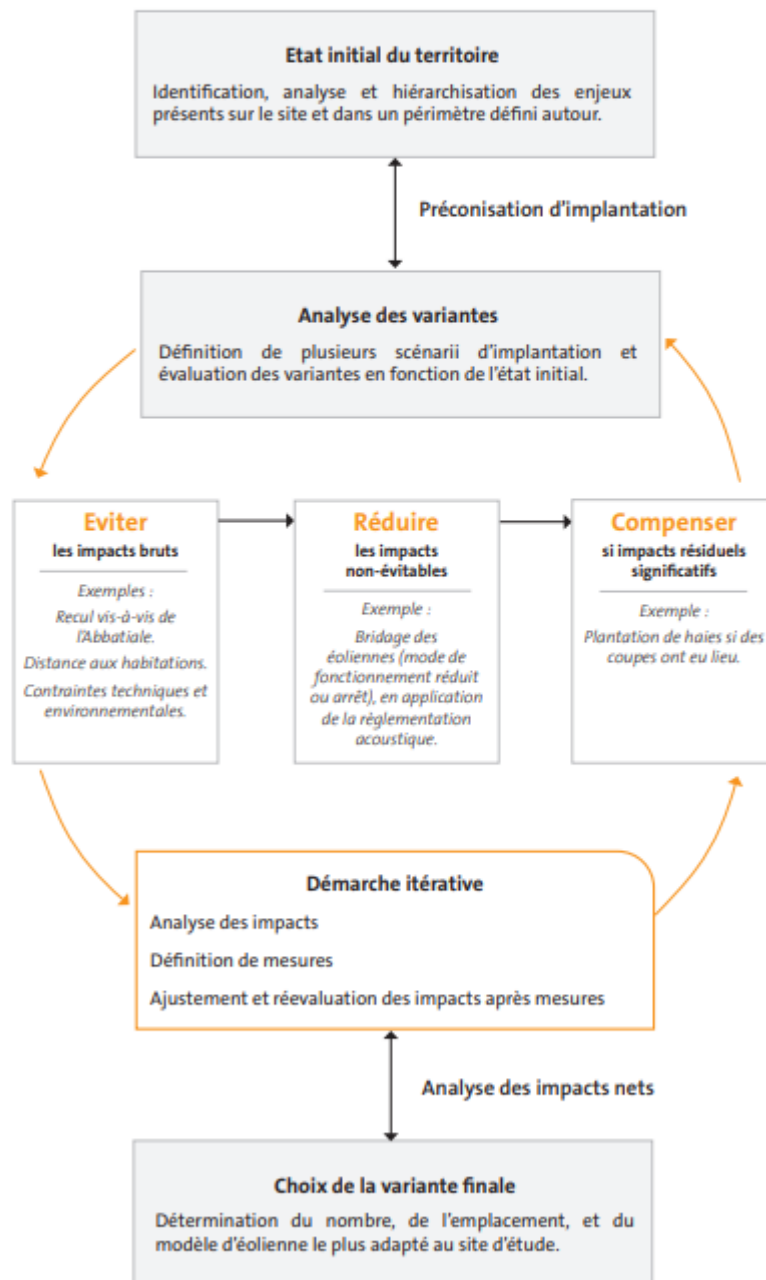 Etat initial du territoire
Identification, analyse et hiérarchisation des enjeux
présents sur le site et dans un périmètre défini autour.
Préconisation d'implantation
Analyse des variantes
Définition de plusieurs scénarii d'implantation et
évaluation des variantes en fonction de l'état initial.
Eviter
les impacts bruts
Exemples :
Recul vis-à-vis de
l'Abbatiale.
Distance aux habitations.
Contraintes techniques et
environnementales.
Réduire
les impacts
non-évitables
Exemple :
Bridage des
éoliennes (mode de
fonctionnement réduit
ou arrêt), en application
de la règlementation
acoustique.
Compenser
si impacts résiduels
significatifs
Exemple :
Plantation de haies si des
coupes ont eu lieu.
Démarche itérative
Analyse des impacts
Définition de mesures
Ajustement et réevaluation des impacts après mesures
Analyse des impacts nets
Choix de la variante finale
Détermination du nombre, de l'emplacement, et du
modèle d'éolienne le plus adapté au site d'étude.